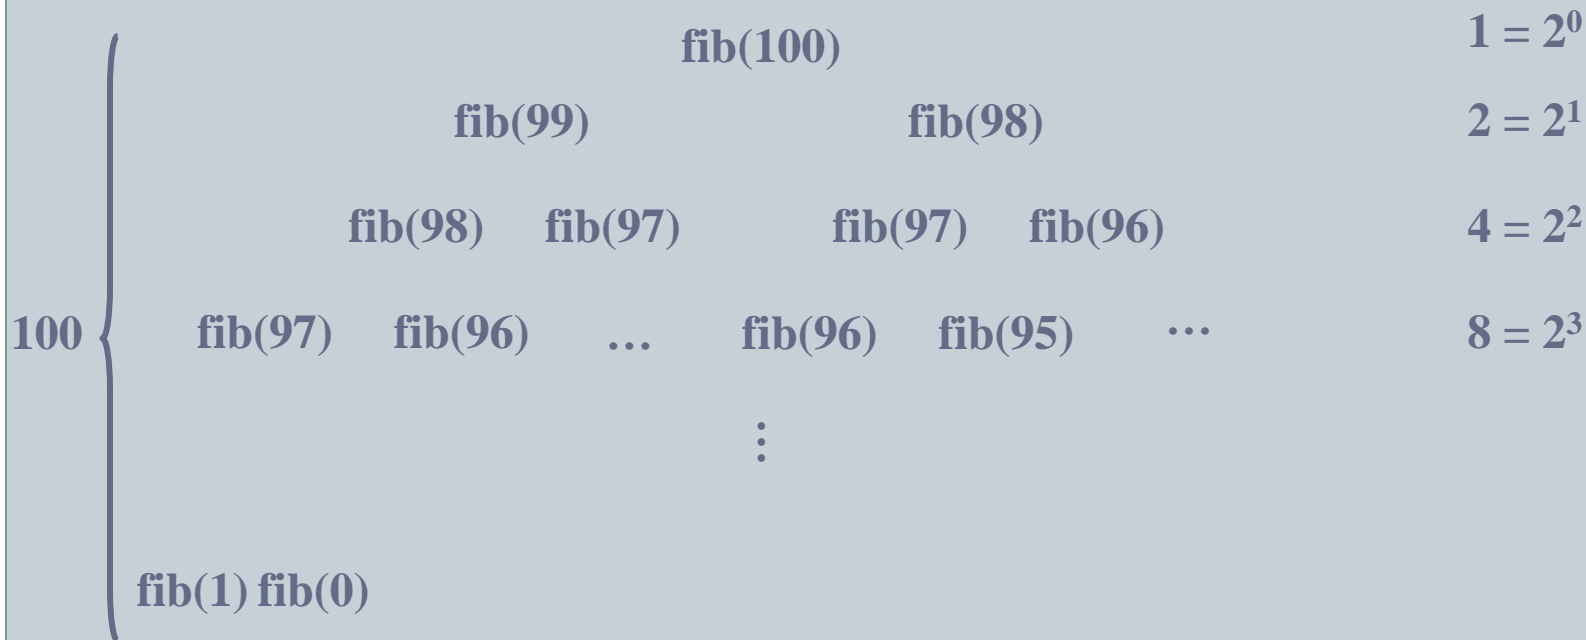 fib(100) 1 = 2⁰
fib(99) fib(98) 2 = 2¹
fib(98) fib(97) fib(97) fib(96) 4 = 2²
100 fib(97) fib(96) … fib(96) fib(95) … 8 = 2³
⋮
fib(1) fib(0)